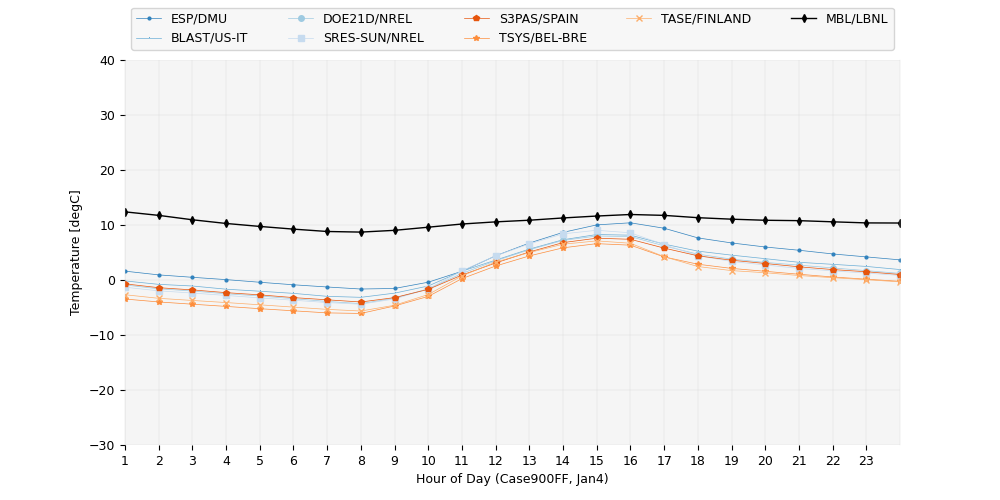 ESP/DMU DOE21D/NREL S3PAS/SPAIN TASE/FINLAND MBL/LBNL
BLAST/US-IT SRES-SUN/NREL TSYS/BEL-BRE
40
30
20
10
0
−10
−20
−30
Temperature [degC]
1 2 3 4 5 6 7 8 9 10 11 12 13 14 15 16 17 18 19 20 21 22 23
Hour of Day (Case900FF, Jan4)